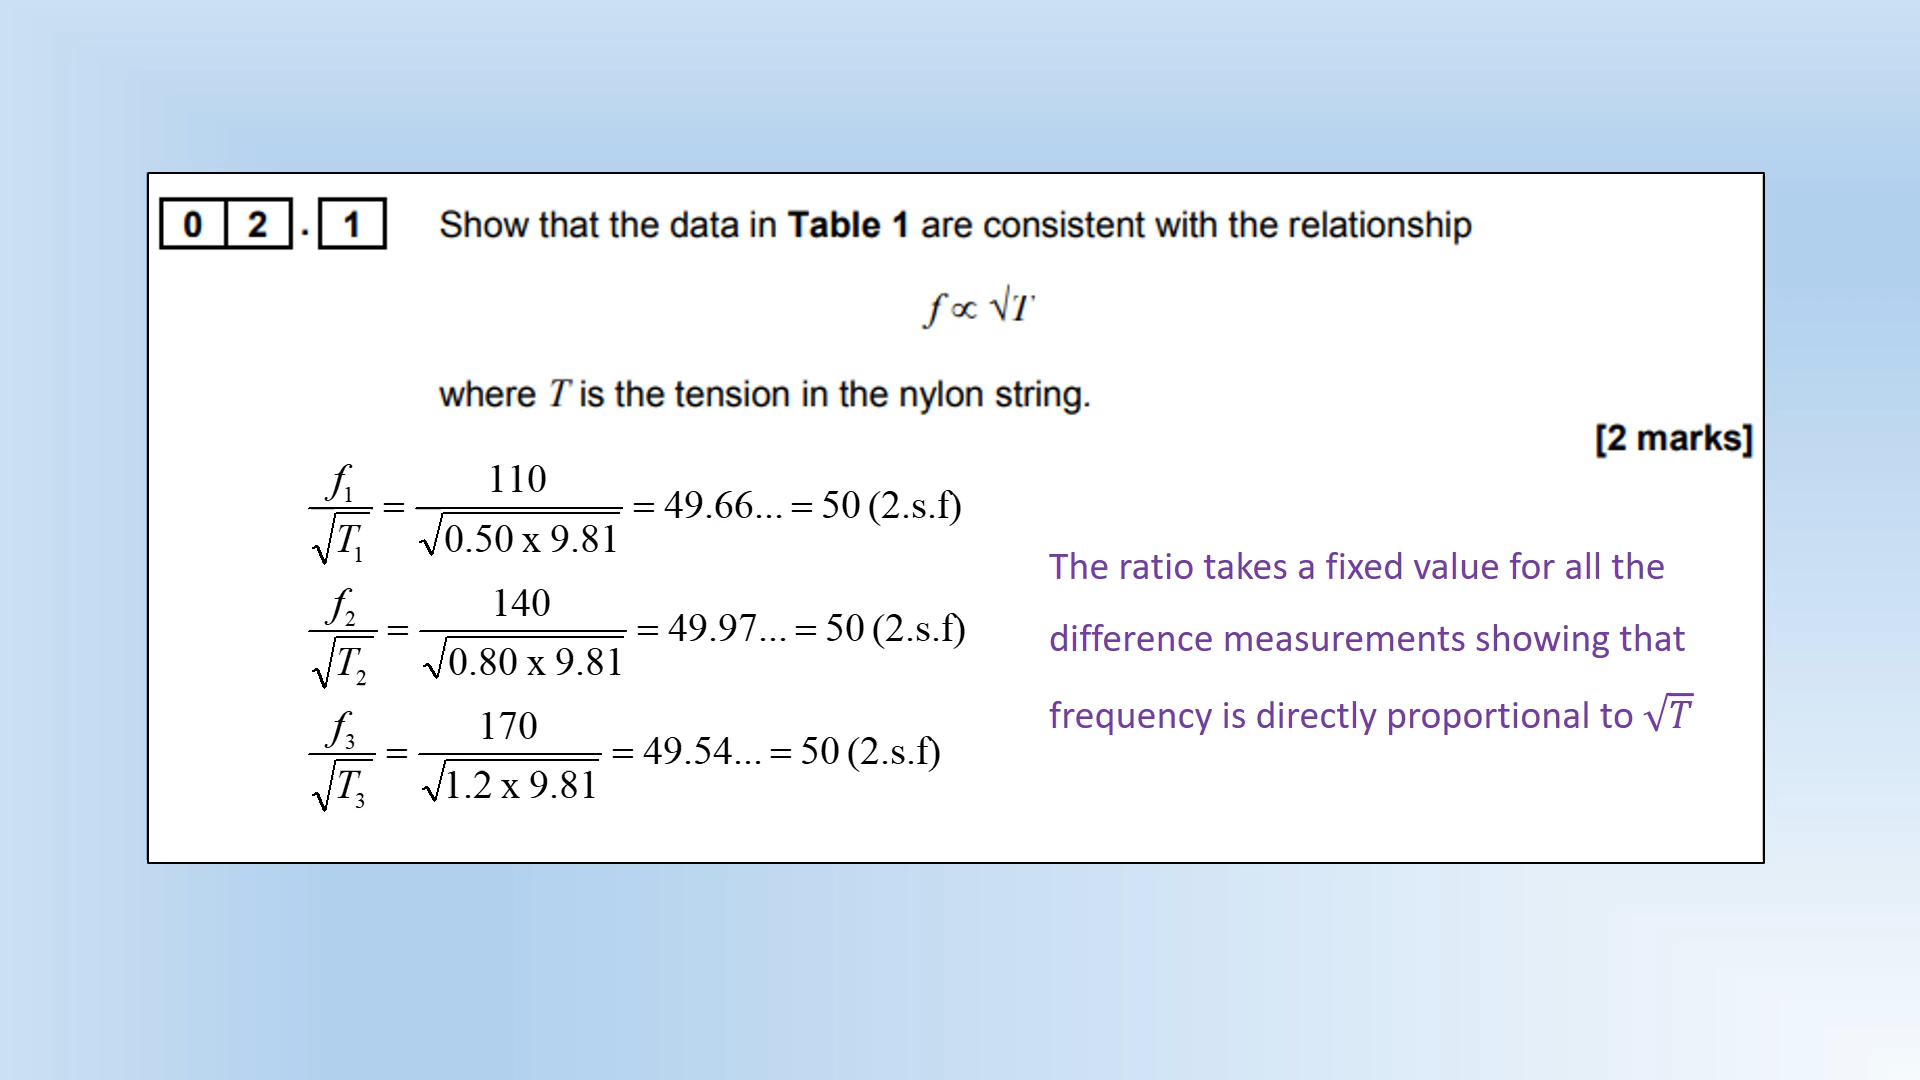 02.1 Show that the data in Table 1 are consistent with the relationship
f ∝ √T
where T is the tension in the nylon string.
[2 marks]
f₁/√T₁ = 110/√(0.50 x 9.81) = 49.66... = 50 (2.s.f)
f₂/√T₂ = 140/√(0.80 x 9.81) = 49.97... = 50 (2.s.f)
f₃/√T₃ = 170/√(1.2 x 9.81) = 49.54... = 50 (2.s.f)
The ratio takes a fixed value for all the
difference measurements showing that
frequency is directly proportional to √T